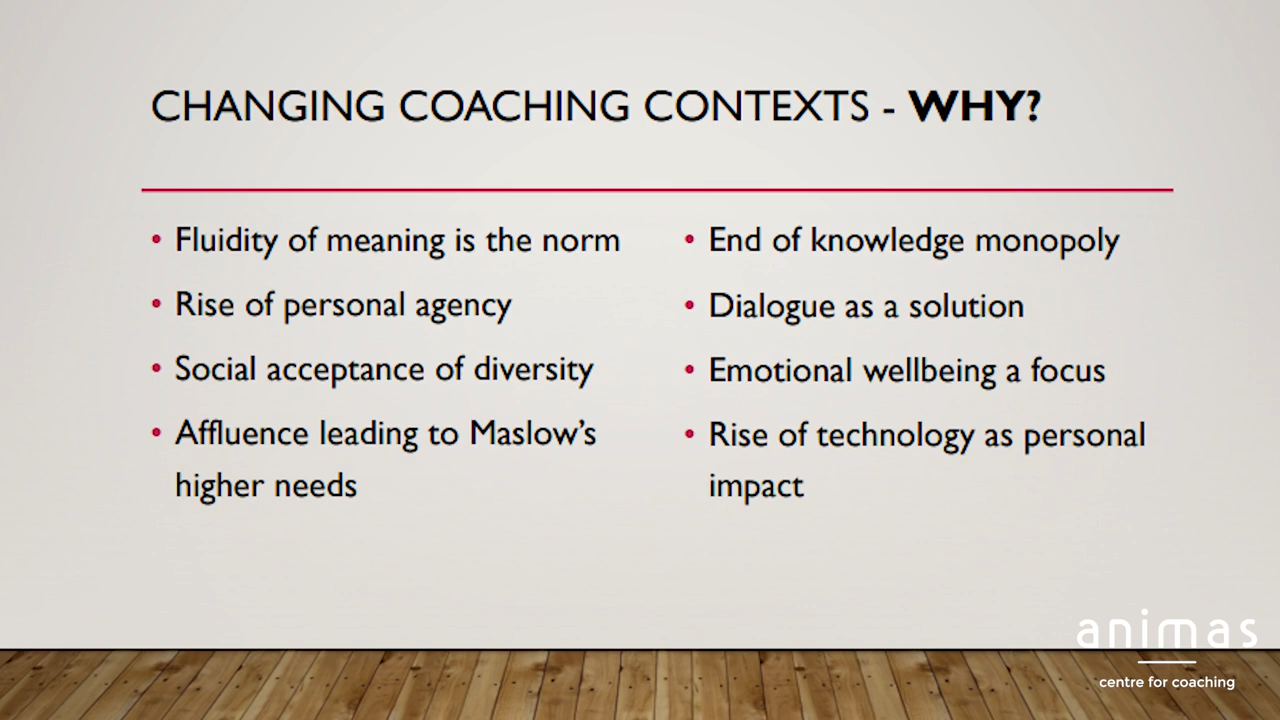 CHANGING COACHING CONTEXTS - WHY?
• Fluidity of meaning is the norm
• Rise of personal agency
• Social acceptance of diversity
• Affluence leading to Maslow's
higher needs
• End of knowledge monopoly
• Dialogue as a solution
• Emotional wellbeing a focus
• Rise of technology as personal
impact
animas
centre for coaching